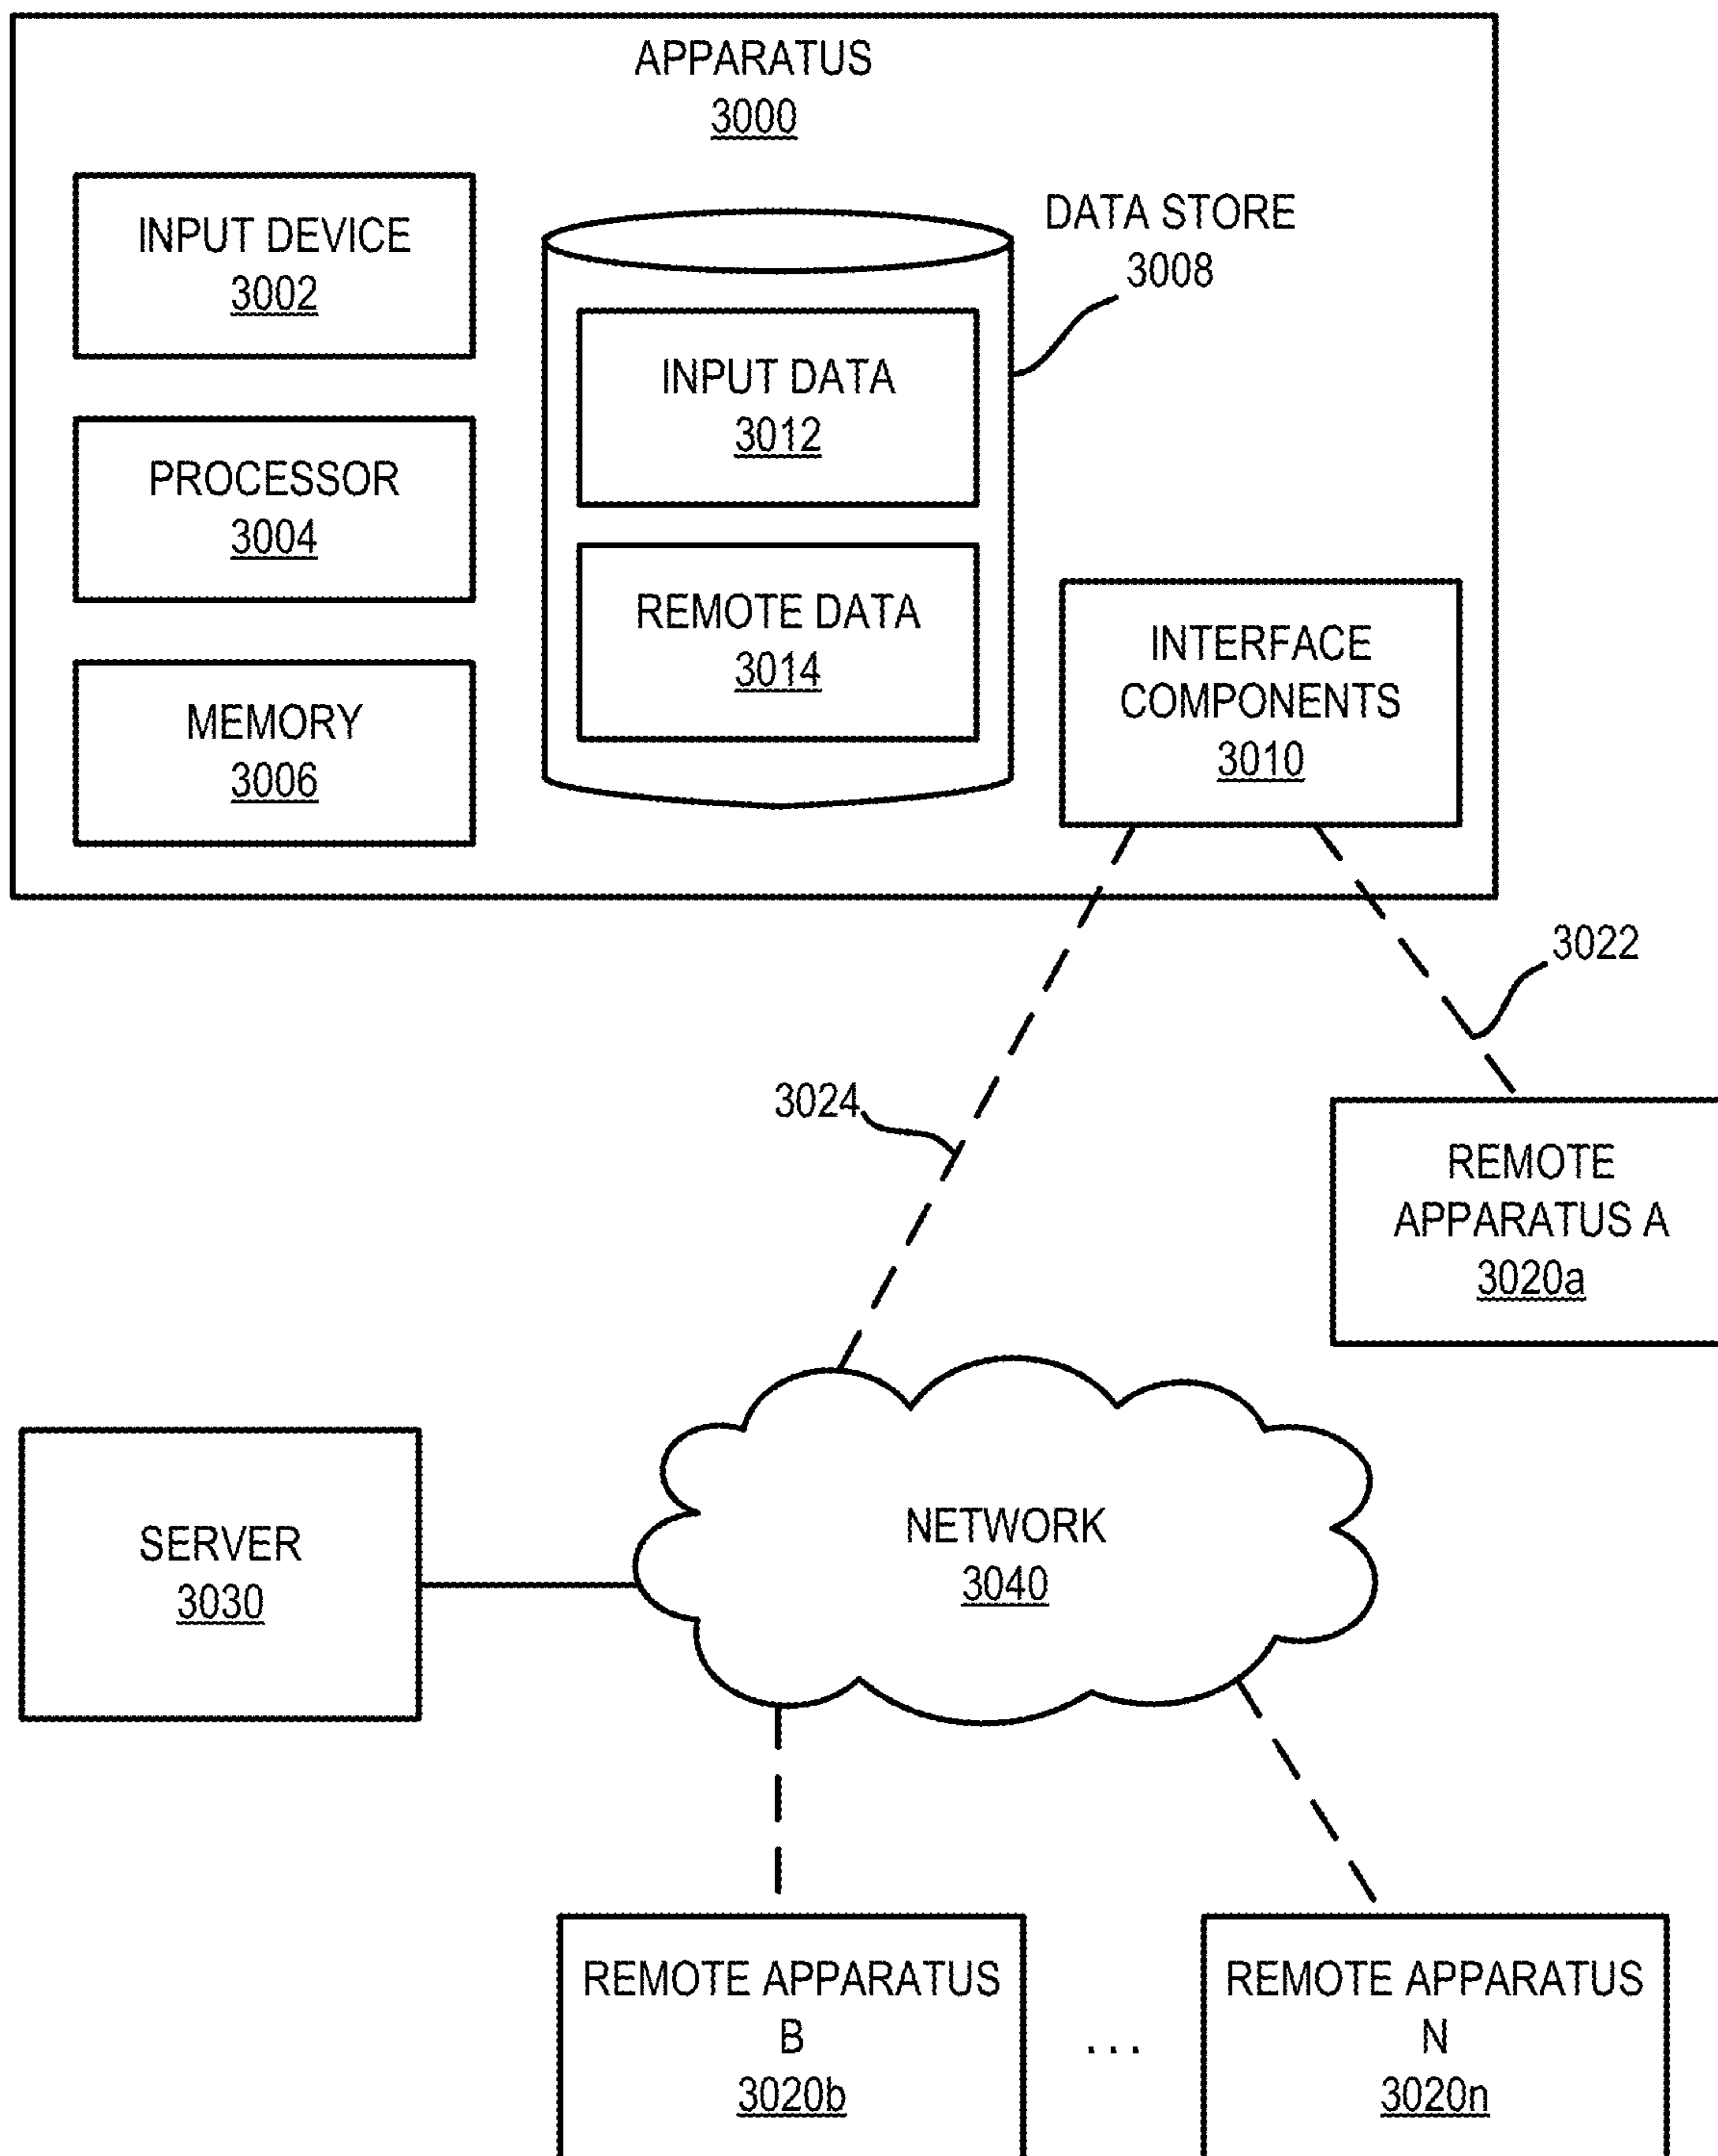 APPARATUS
3000
INPUT DEVICE
3002
PROCESSOR
3004
MEMORY
3006
DATA STORE
3008
INPUT DATA
3012
REMOTE DATA
3014
INTERFACE
COMPONENTS
3010
3022
3024
REMOTE
APPARATUS A
3020a
SERVER
3030
NETWORK
3040
REMOTE APPARATUS
B
3020b
...
REMOTE APPARATUS
N
3020n